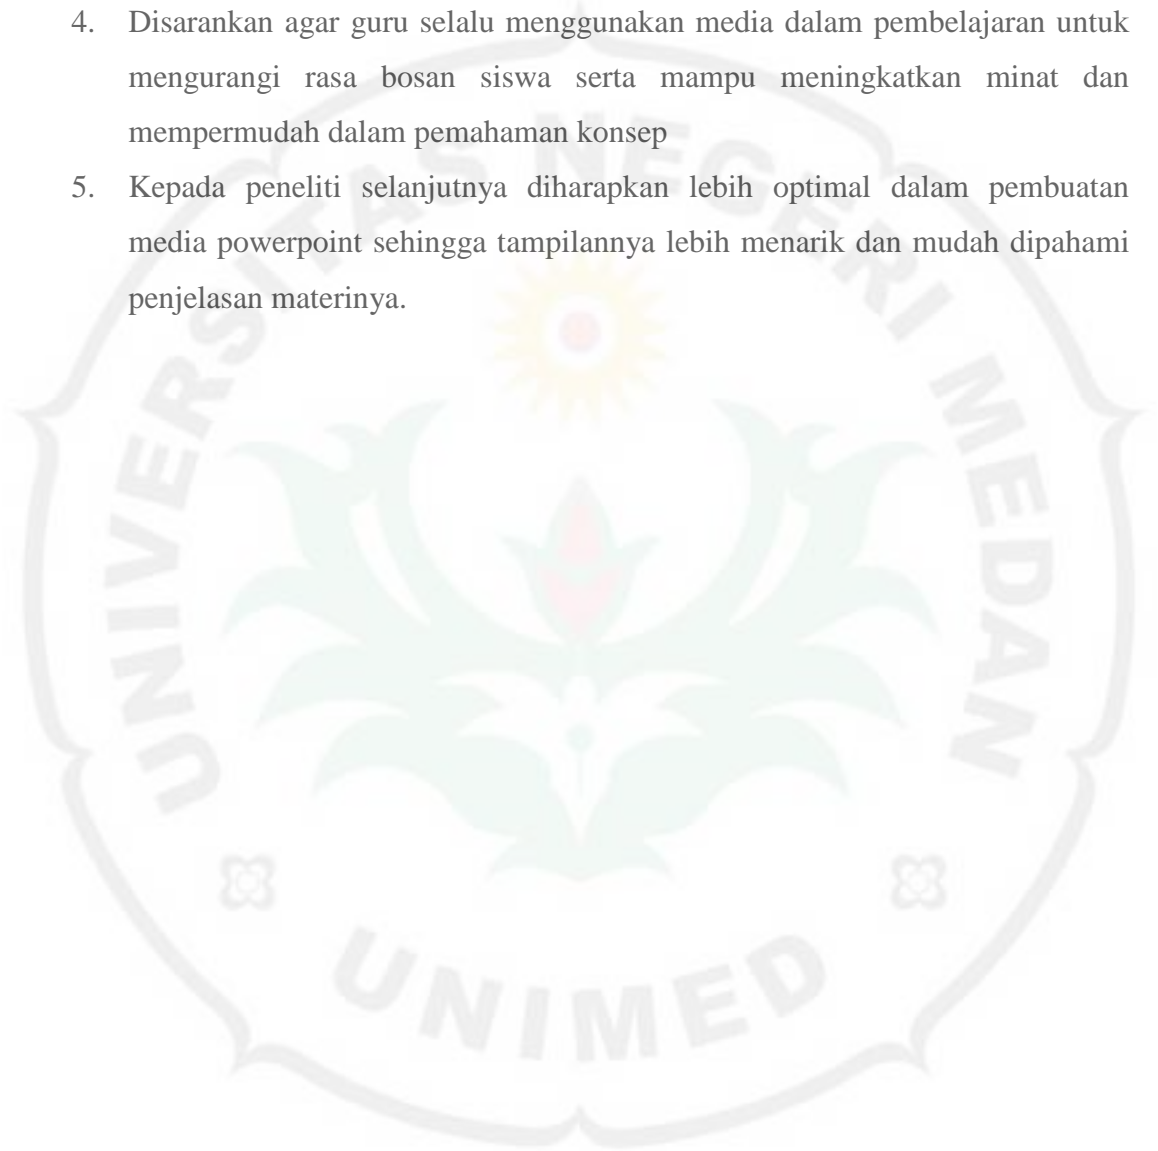 4. Disarankan agar guru selalu menggunakan media dalam pembelajaran untuk
mengurangi rasa bosan siswa serta mampu meningkatkan minat dan
mempermudah dalam pemahaman konsep
5. Kepada peneliti selanjutnya diharapkan lebih optimal dalam pembuatan
media powerpoint sehingga tampilannya lebih menarik dan mudah dipahami
penjelasan materinya.
UNIVERSITAS NEGERI MEDAN
UNIMED